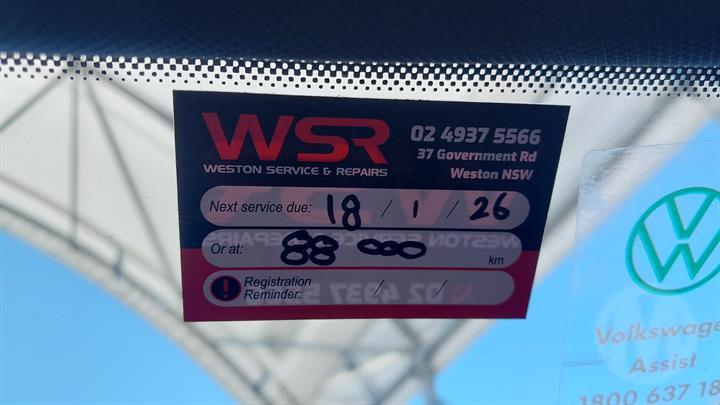 WSR
WESTON SERVICE & REPAIRS
02 4937 5566
37 Government Rd
Weston NSW
Next service due: 18 / 1 / 26
Or at: 88 000 km
! Registration
Reminder: / /
Volkswage
Assist
1800 637 18